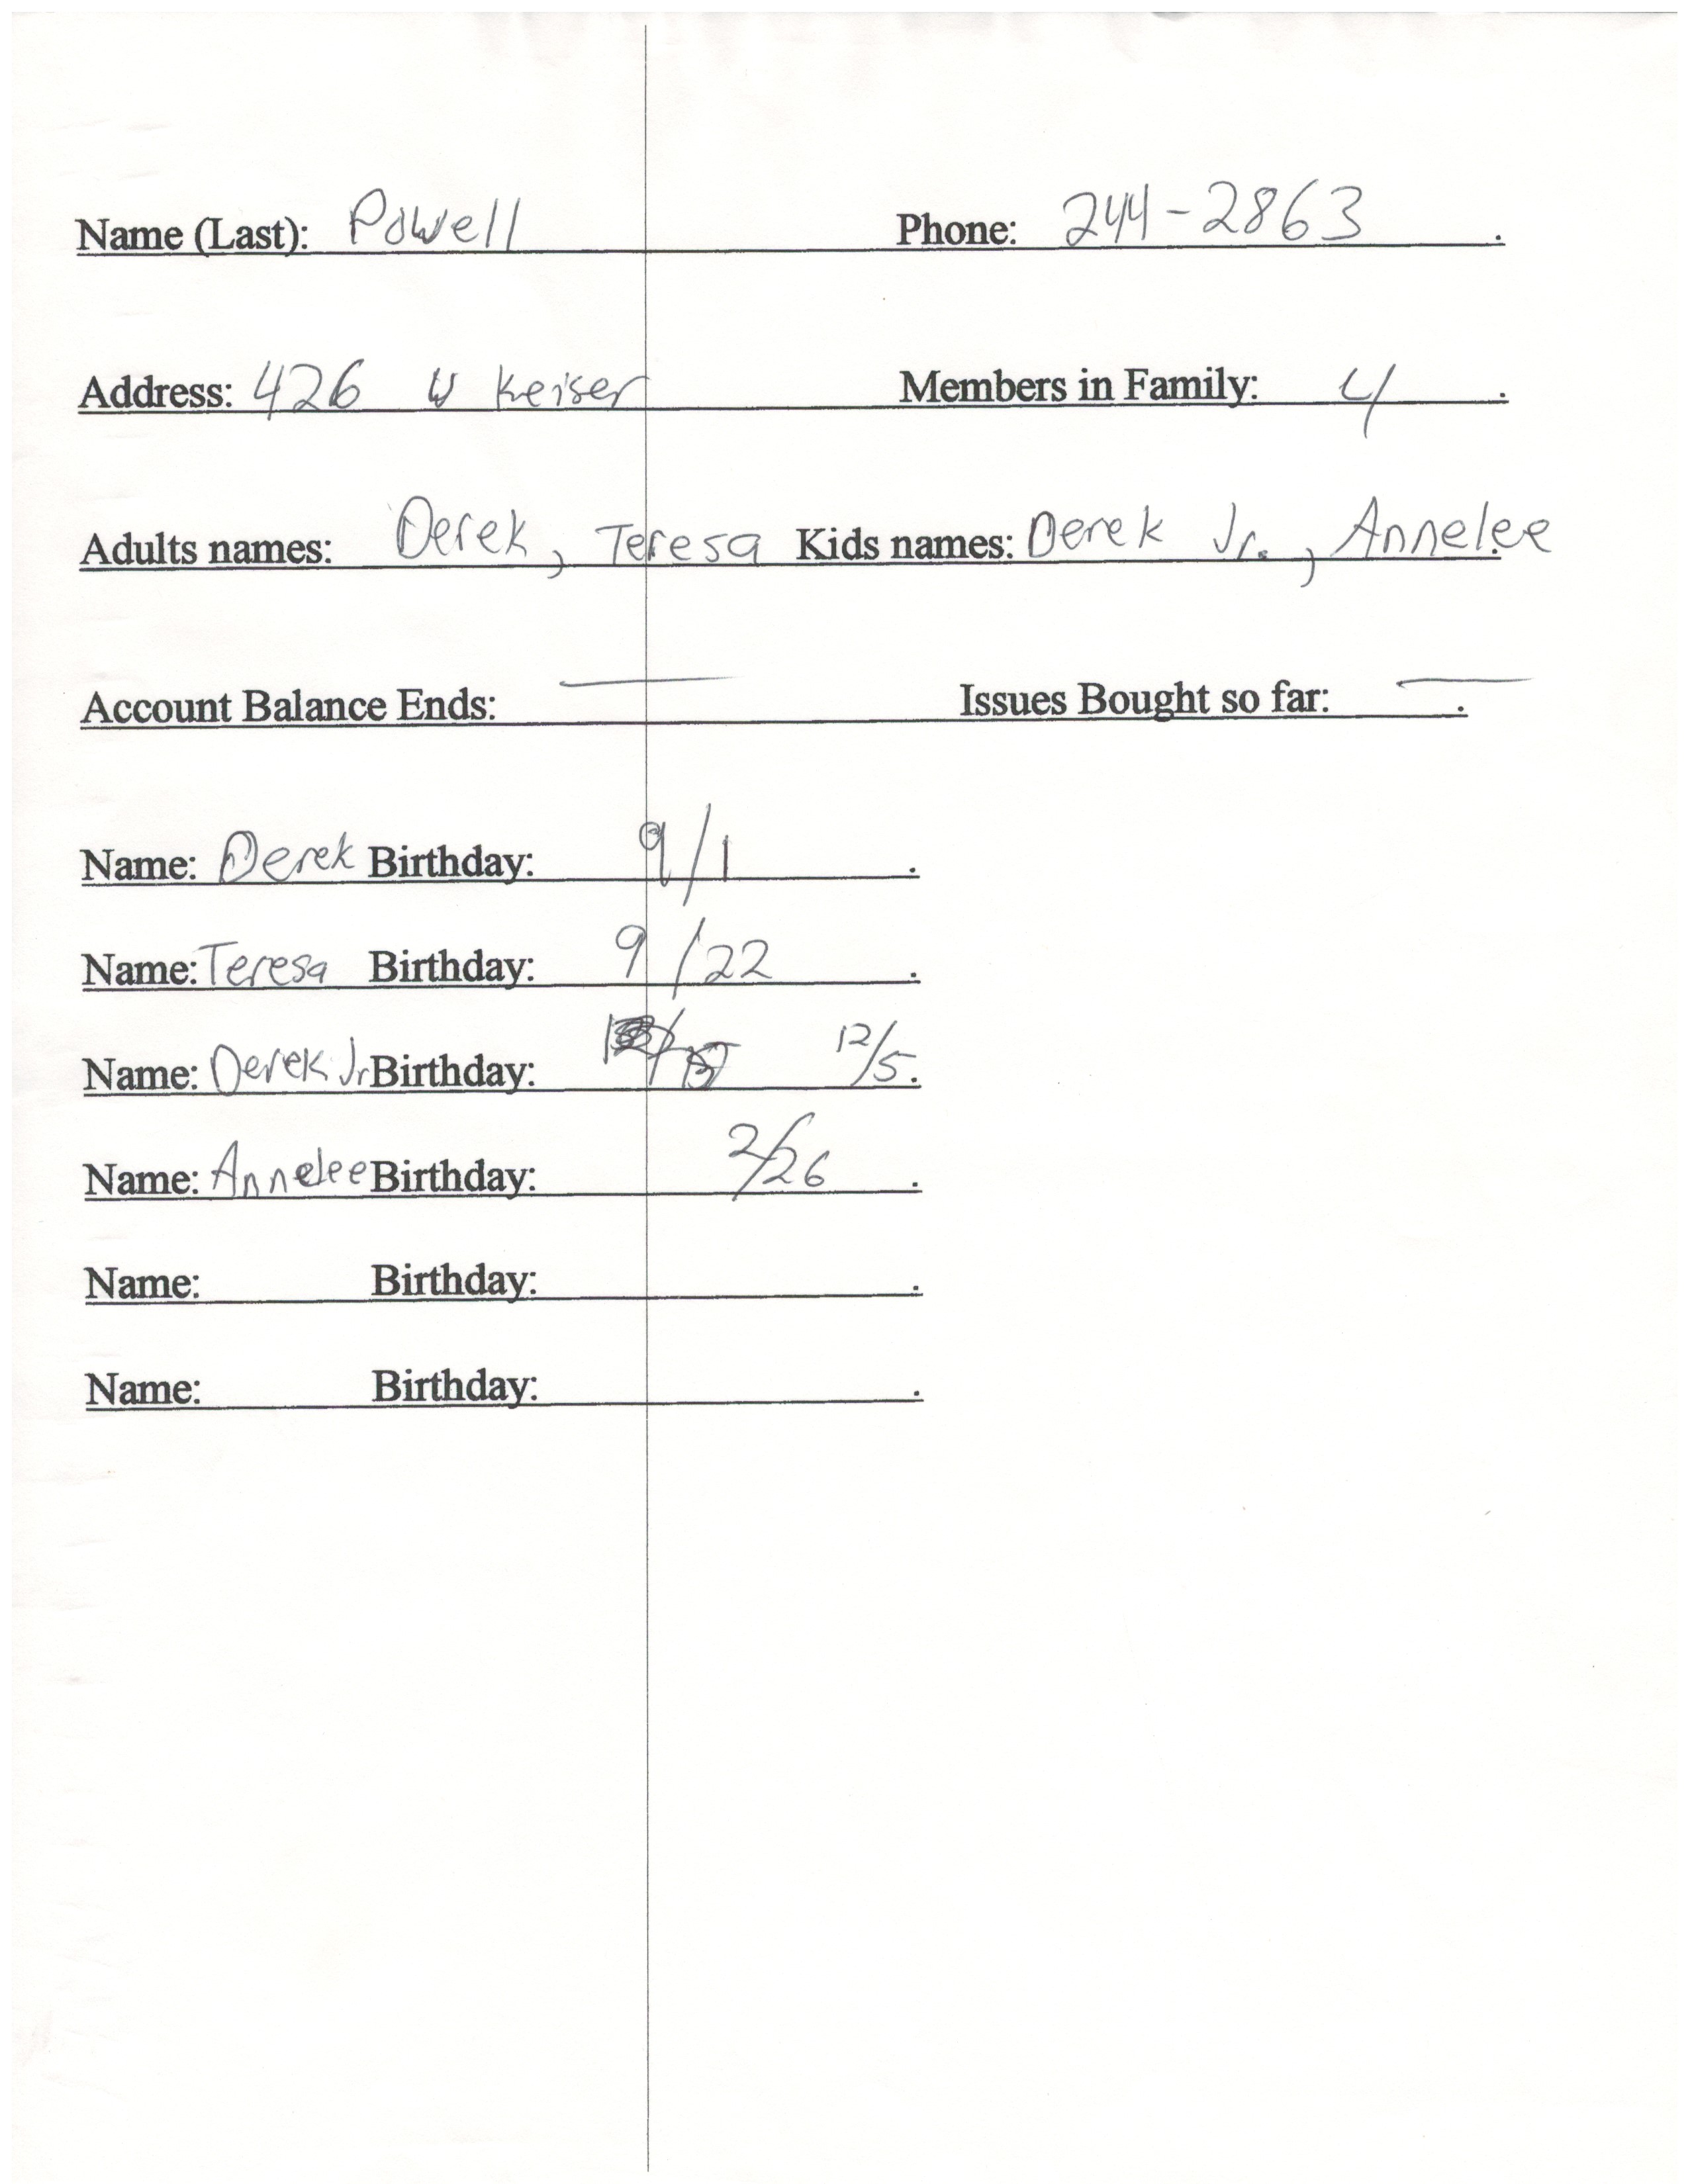 Name (Last): Powell Phone: 244-2863 .
Address: 426 W Keiser Members in Family: 4 .
Adults names: Derek, Teresa Kids names: Derek Jr., Annelee .
Account Balance Ends: — Issues Bought so far: — .
Name: Derek Birthday: 9/1 .
Name: Teresa Birthday: 9/22 .
Name: Derek Jr Birthday: 12/5 .
Name: Annelee Birthday: 2/26 .
Name: Birthday: .
Name: Birthday: .